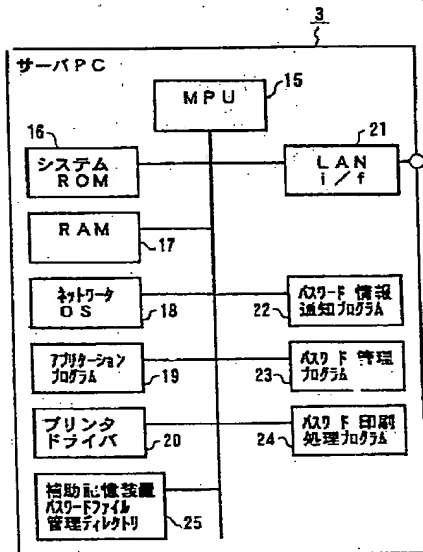 3
サーバPC
MPU
15
16
システム
ROM
21
LAN
i/f
RAM
17
ネットワーク
OS
18
22
パスワード情報
通知プログラム
アプリケーション
プログラム
19
23
パスワード管理
プログラム
プリンタ
ドライバ
20
24
パスワード印刷
処理プログラム
補助記憶装置
パスワードファイル
管理ディレクトリ
25